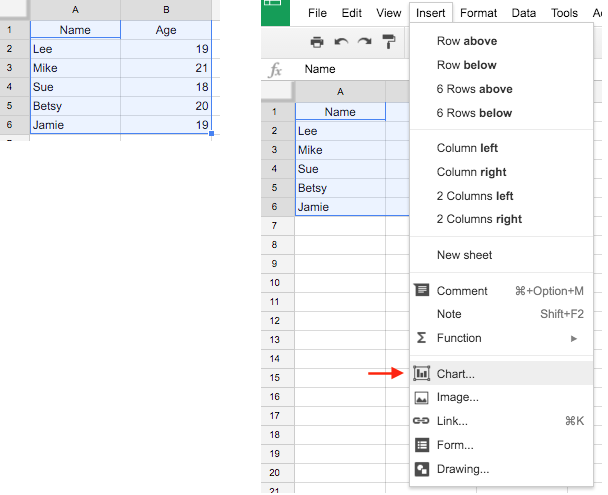 A B
1 Name Age
2 Lee 19
3 Mike 21
4 Sue 18
5 Betsy 20
6 Jamie 19
File Edit Insert Format Data Tools
fx Name
A
1 Name
2 Lee
3 Mike
4 Sue
5 Betsy
6 Jamie
7
8
9
10
11
12
13
14
15
16
17
18
19
20
21
Row above
Row below
6 Rows above
6 Rows below
Column left
Column right
2 Columns left
2 Columns right
New sheet
Comment ⌘+Option+M
Note Shift+F2
Σ Function ►
Chart...
Image...
Link... ⌘K
Form...
Drawing...